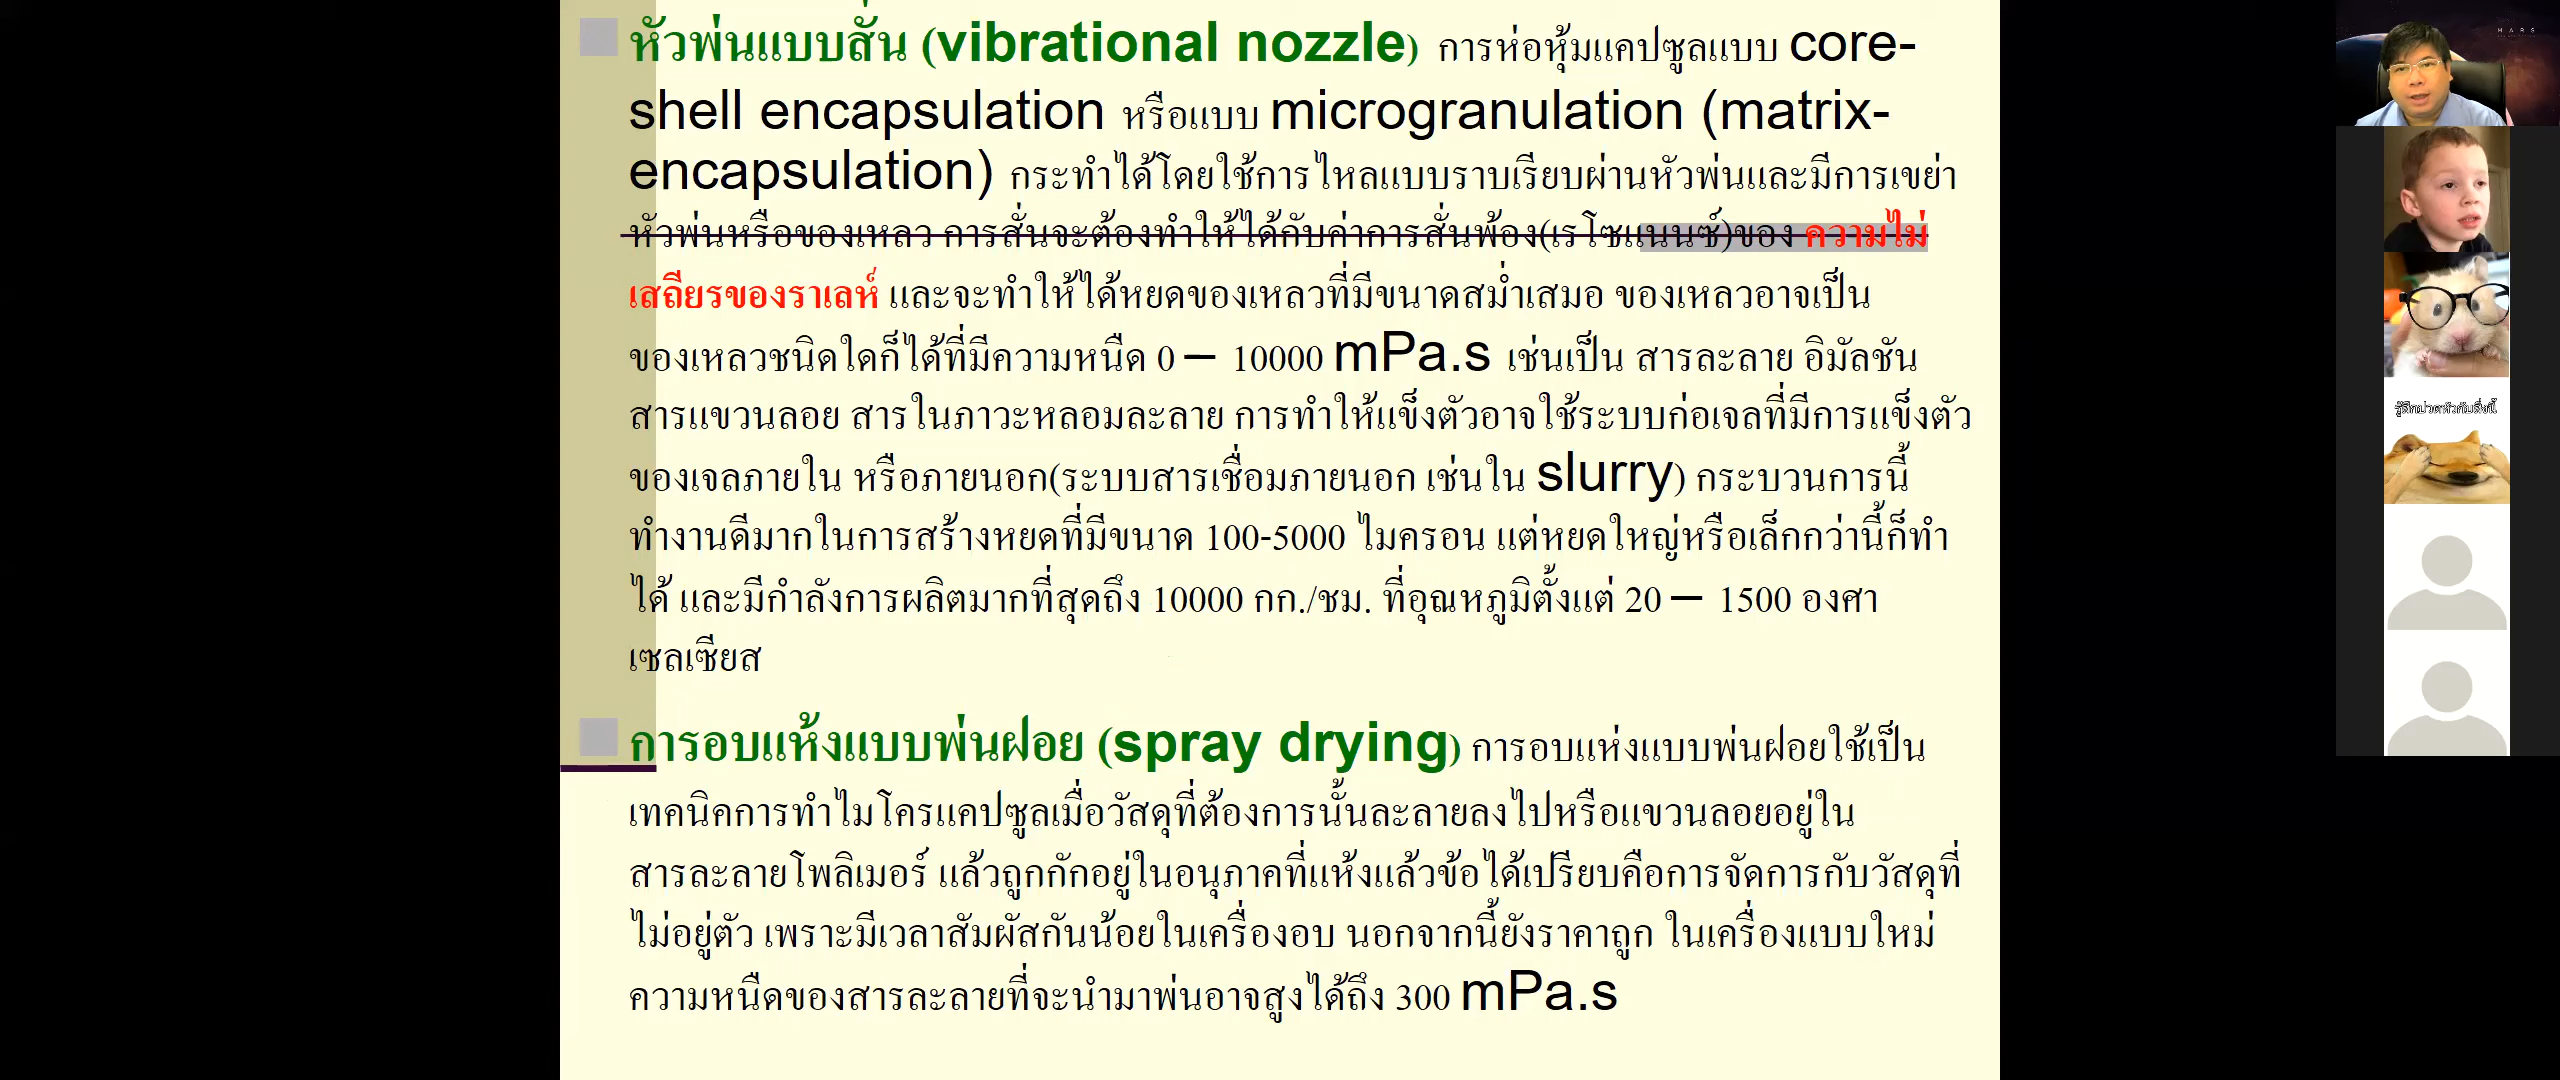 หัวพ่นแบบสั่น (vibrational nozzle) การห่อหุ้มแคปซูลแบบ core-
shell encapsulation หรือแบบ microgranulation (matrix-
encapsulation) กระทำได้โดยใช้การไหลแบบราบเรียบผ่านหัวพ่นและมีการเขย่า
หัวพ่นหรือของเหลว การสั่นจะต้องทำให้ได้กับค่าการสั่นพ้อง(เรโซแนนซ์)ของ ความไม่
เสถียรของราเลห์ และจะทำให้ได้หยดของเหลวที่มีขนาดสม่ำเสมอ ของเหลวอาจเป็น
ของเหลวชนิดใดก็ได้ที่มีความหนืด 0 – 10000 mPa.s เช่นเป็น สารละลาย อิมัลชัน
สารแขวนลอย สารในภาวะหลอมละลาย การทำให้แข็งตัวอาจใช้ระบบก่อเจลที่มีการแข็งตัว
ของเจลภายใน หรือภายนอก(ระบบสารเชื่อมภายนอก เช่นใน slurry) กระบวนการนี้
ทำงานดีมากในการสร้างหยดที่มีขนาด 100-5000 ไมครอน แต่หยดใหญ่หรือเล็กกว่านี้ก็ทำ
ได้ และมีกำลังการผลิตมากที่สุดถึง 10000 กก./ชม. ที่อุณหภูมิตั้งแต่ 20 – 1500 องศา
เซลเซียส
การอบแห้งแบบพ่นฝอย (spray drying) การอบแห่งแบบพ่นฝอยใช้เป็น
เทคนิคการทำไมโครแคปซูลเมื่อวัสดุที่ต้องการนั้นละลายลงไปหรือแขวนลอยอยู่ใน
สารละลายโพลิเมอร์ แล้วถูกกักอยู่ในอนุภาคที่แห้งแล้วข้อได้เปรียบคือการจัดการกับวัสดุที่
ไม่อยู่ตัว เพราะมีเวลาสัมผัสกันน้อยในเครื่องอบ นอกจากนี้ยังราคาถูก ในเครื่องแบบใหม่
ความหนืดของสารละลายที่จะนำมาพ่นอาจสูงได้ถึง 300 mPa.s
MARS
รู้สึกปวดหัวกับสิ่งนี้